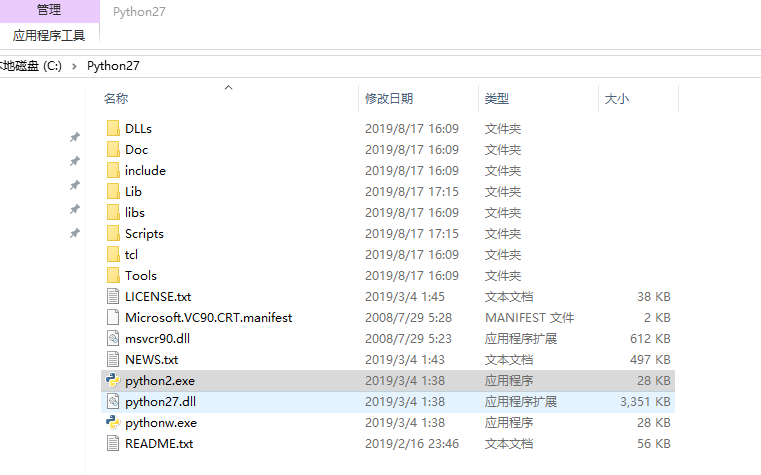 管理 Python27
应用程序工具
本地磁盘 (C:) > Python27
名称 修改日期 类型 大小
DLLs 2019/8/17 16:09 文件夹
Doc 2019/8/17 16:09 文件夹
include 2019/8/17 16:09 文件夹
Lib 2019/8/17 17:15 文件夹
libs 2019/8/17 16:09 文件夹
Scripts 2019/8/17 17:15 文件夹
tcl 2019/8/17 16:09 文件夹
Tools 2019/8/17 16:09 文件夹
LICENSE.txt 2019/3/4 1:45 文本文档 38 KB
Microsoft.VC90.CRT.manifest 2008/7/29 5:28 MANIFEST 文件 2 KB
msvcr90.dll 2008/7/29 5:23 应用程序扩展 612 KB
NEWS.txt 2019/3/4 1:43 文本文档 497 KB
python2.exe 2019/3/4 1:38 应用程序 28 KB
python27.dll 2019/3/4 1:38 应用程序扩展 3,351 KB
pythonw.exe 2019/3/4 1:38 应用程序 28 KB
README.txt 2019/2/16 23:46 文本文档 56 KB